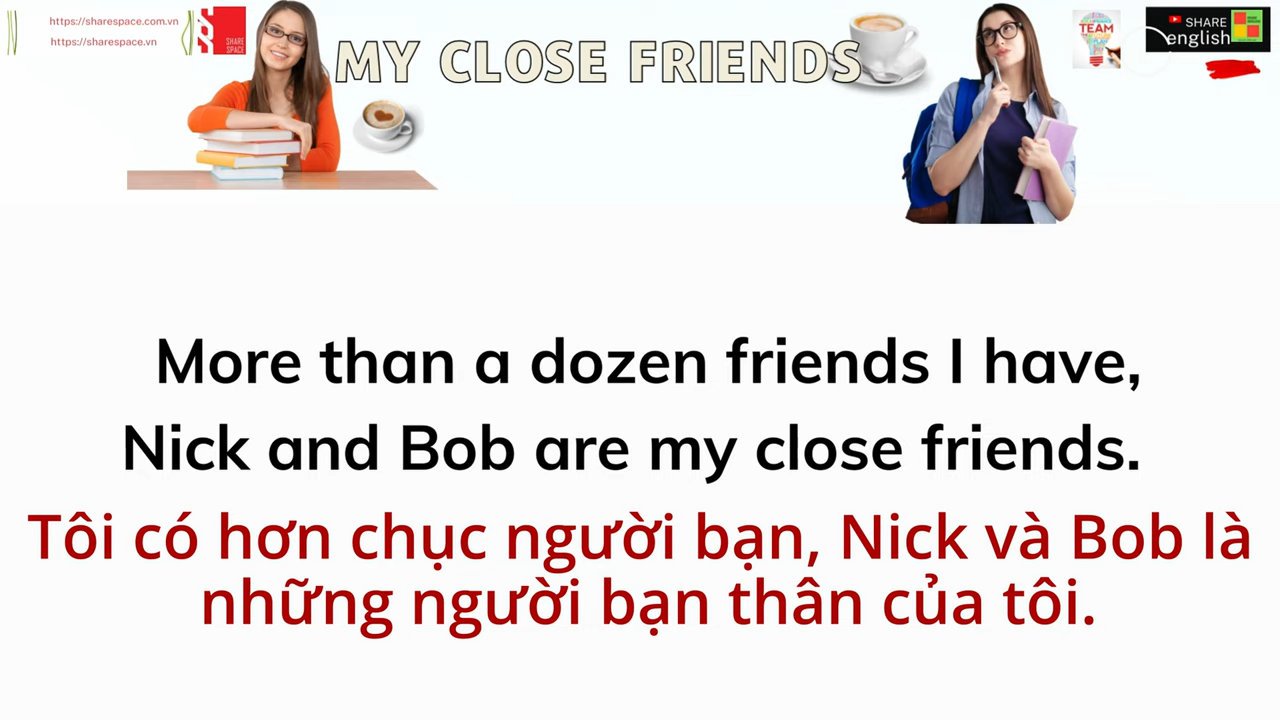 https://sharespace.com.vn
https://sharespace.vn
SHARE
SPACE
MY CLOSE FRIENDS
TEAM
SHARE
english
More than a dozen friends I have,
Nick and Bob are my close friends.
Tôi có hơn chục người bạn, Nick và Bob là
những người bạn thân của tôi.